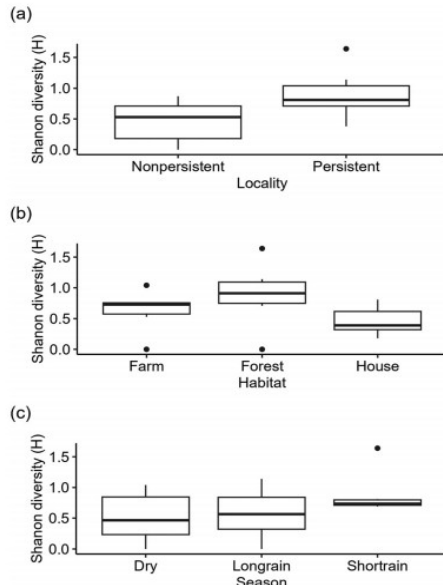 (a)
Shanon diversity (H)
1.5
1.0
0.5
0.0
Nonpersistent Persistent
Locality
(b)
Shanon diversity (H)
1.5
1.0
0.5
0.0
Farm Forest House
Habitat
(c)
Shanon diversity (H)
1.5
1.0
0.5
0.0
Dry Longrain Shortrain
Season